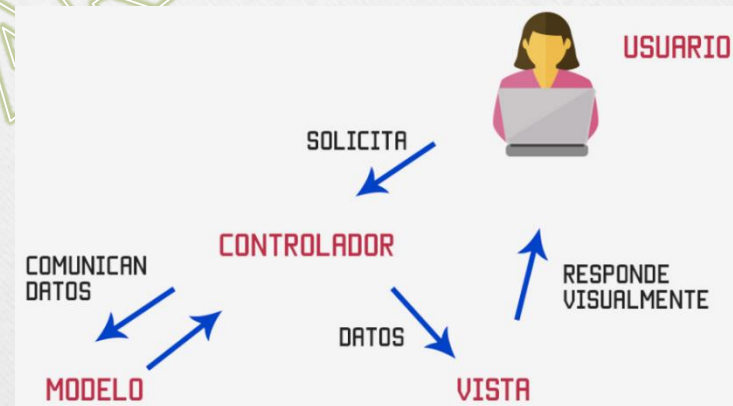 USUARIO
SOLICITA
CONTROLADOR
COMUNICAN
DATOS
RESPONDE
VISUALMENTE
DATOS
MODELO
VISTA